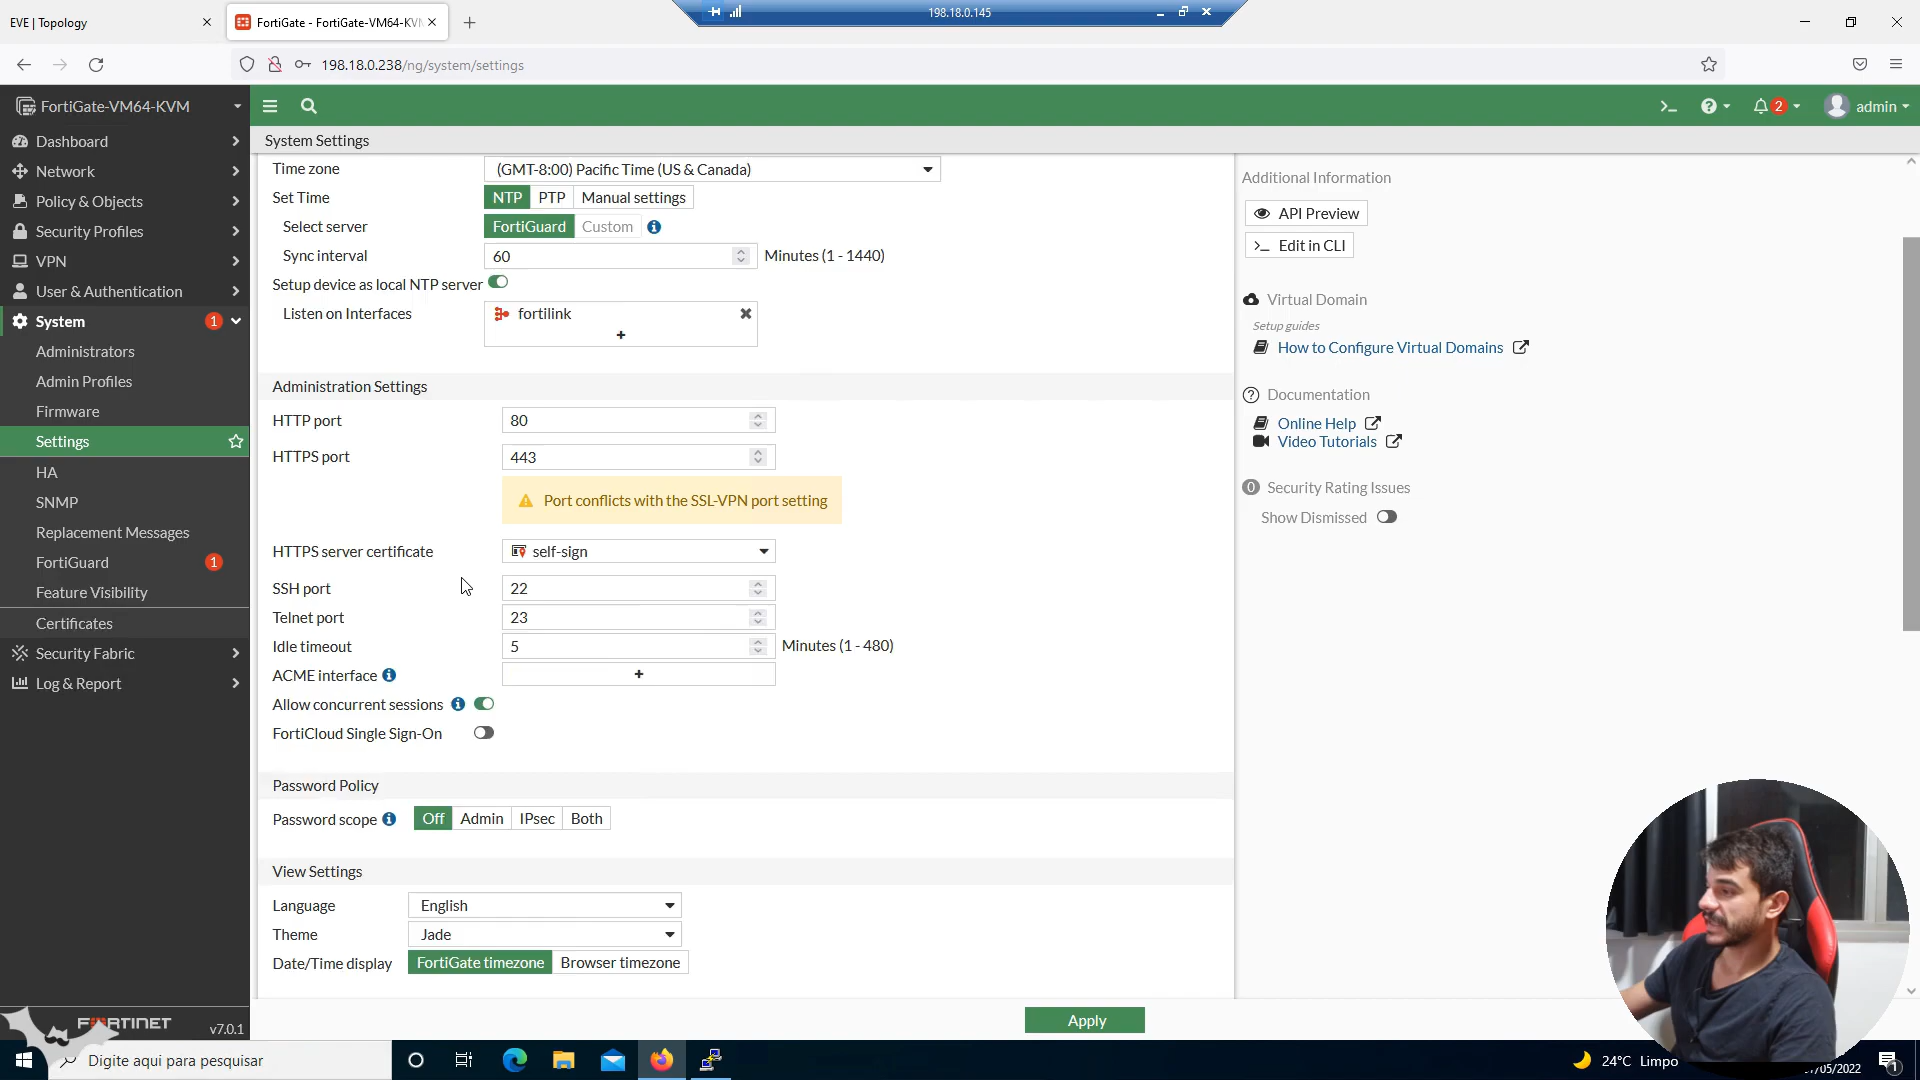 EVE | Topology
FortiGate - FortiGate-VM64-KVM
198.18.0.145
198.18.0.238/ng/system/settings
FortiGate-VM64-KVM
2
admin
Dashboard
Network
Policy & Objects
Security Profiles
VPN
User & Authentication
System 1
Administrators
Admin Profiles
Firmware
Settings
HA
SNMP
Replacement Messages
FortiGuard 1
Feature Visibility
Certificates
Security Fabric
Log & Report
FORTINET v7.0.1
System Settings
Time zone (GMT-8:00) Pacific Time (US & Canada)
Set Time NTP PTP Manual settings
Select server FortiGuard Custom
Sync interval 60 Minutes (1 - 1440)
Setup device as local NTP server
Listen on Interfaces fortilink
+
Administration Settings
HTTP port 80
HTTPS port 443
Port conflicts with the SSL-VPN port setting
HTTPS server certificate self-sign
SSH port 22
Telnet port 23
Idle timeout 5 Minutes (1 - 480)
ACME interface +
Allow concurrent sessions
FortiCloud Single Sign-On
Password Policy
Password scope Off Admin IPsec Both
View Settings
Language English
Theme Jade
Date/Time display FortiGate timezone Browser timezone
Apply
Additional Information
API Preview
>_ Edit in CLI
Virtual Domain
Setup guides
How to Configure Virtual Domains
Documentation
Online Help
Video Tutorials
0 Security Rating Issues
Show Dismissed
Digite aqui para pesquisar
24°C Limpo
/05/2022
1